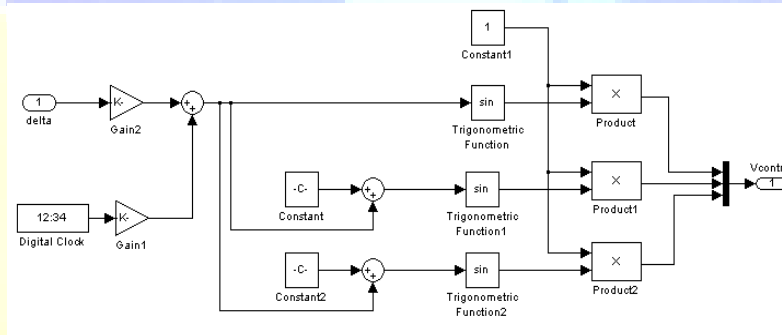 1
Constant1
1
delta
K-
Gain2
+
+
sin
Trigonometric
Function
×
Product
-C-
Constant
+
+
sin
Trigonometric
Function1
×
Product1
Vcontr
1
12:34
Digital Clock
K-
Gain1
-C-
Constant2
+
+
sin
Trigonometric
Function2
×
Product2